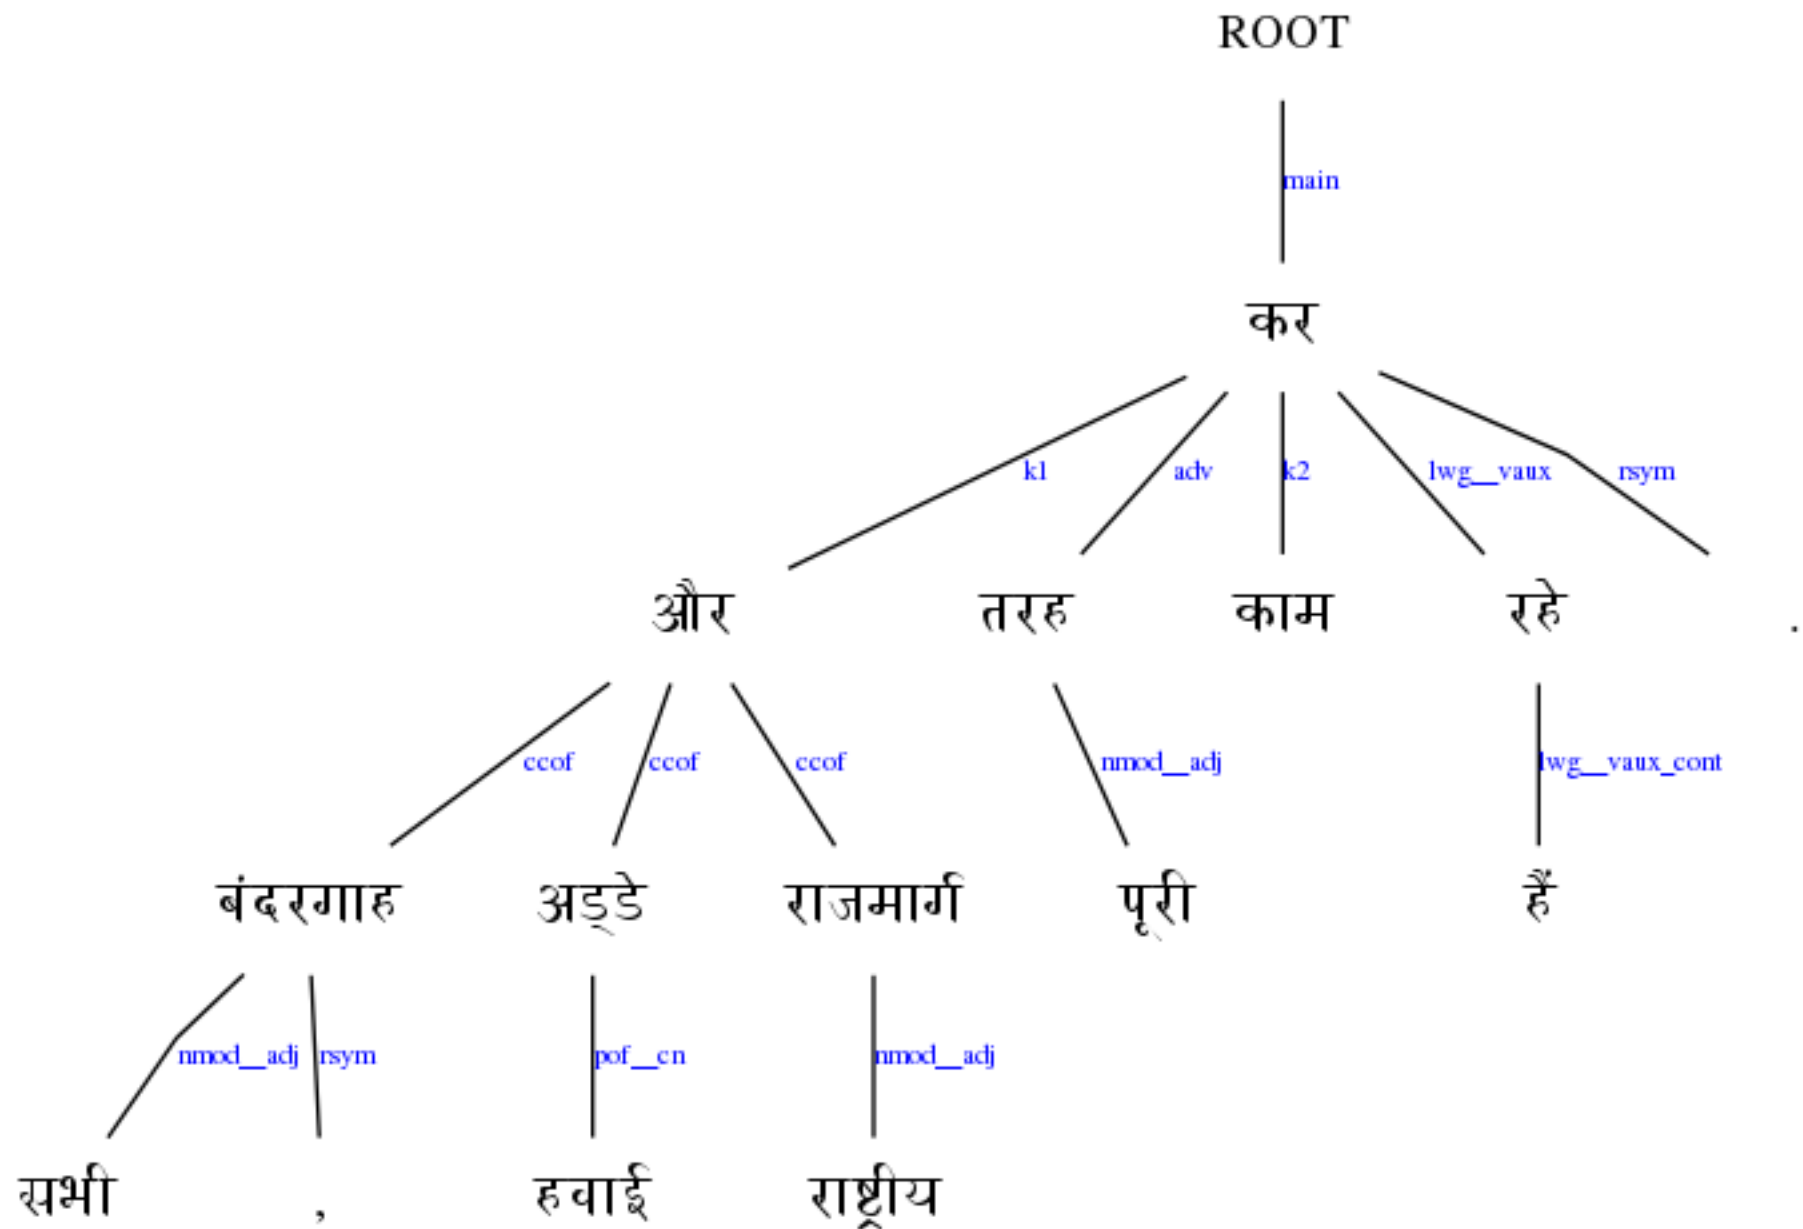 ROOT
main
कर
k1 adv k2 lwg__vaux rsym
और तरह काम रहे .
ccof ccof ccof nmod__adj lwg__vaux_cont
बंदरगाह अड्डे राजमार्ग पूरी हैं
nmod__adj rsym pof__cn nmod__adj
सभी , हवाई राष्ट्रीय